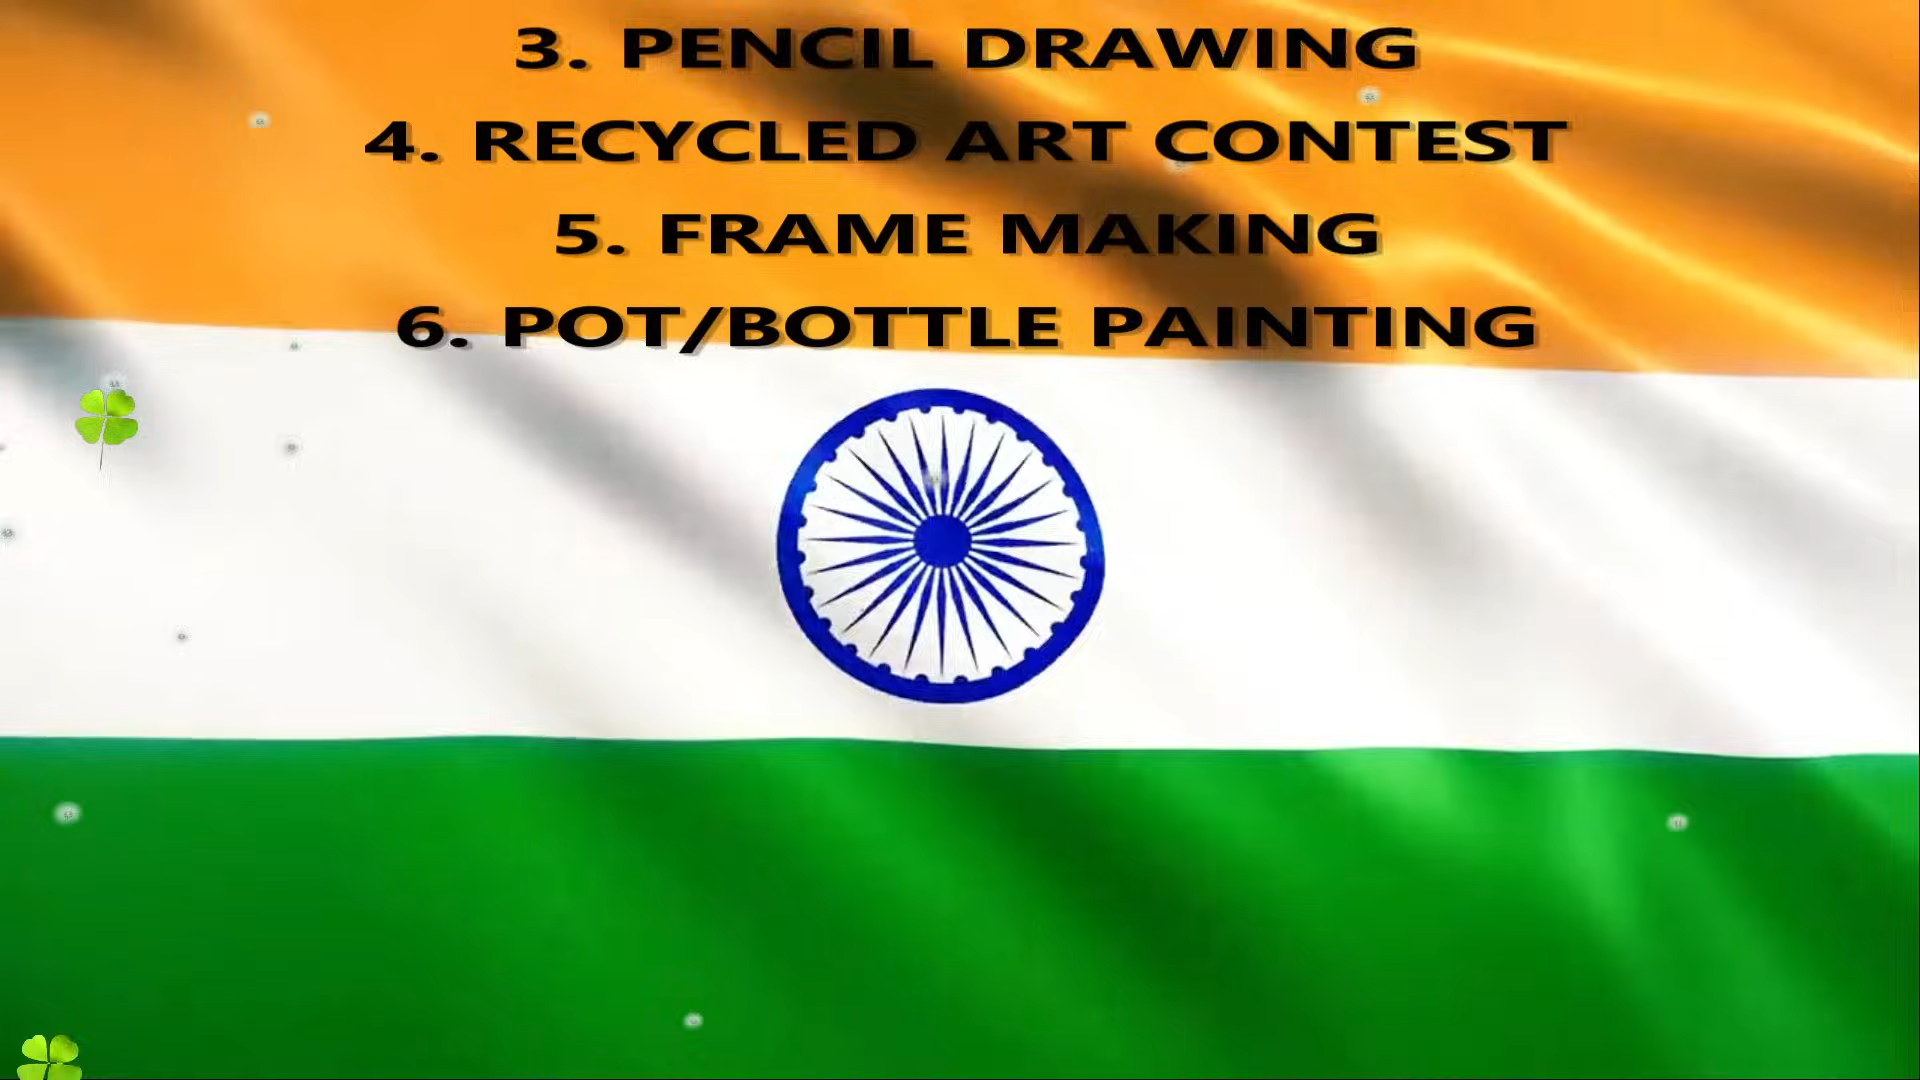 3. PENCIL DRAWING
4. RECYCLED ART CONTEST
5. FRAME MAKING
6. POT/BOTTLE PAINTING